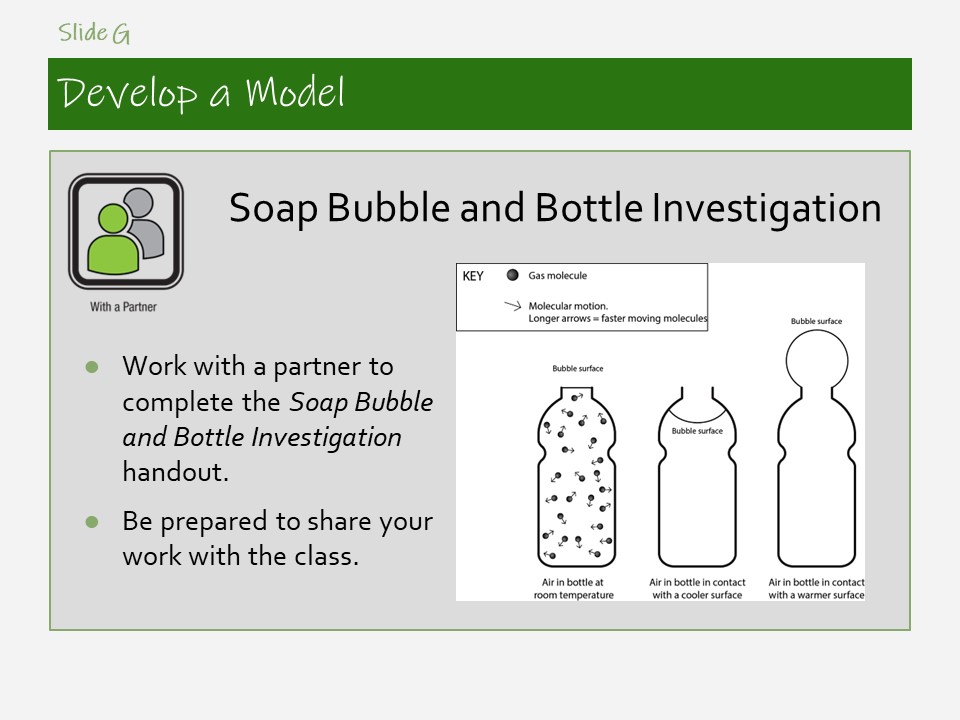 Slide G
Develop a Model
Soap Bubble and Bottle Investigation
With a Partner
● Work with a partner to
complete the Soap Bubble
and Bottle Investigation
handout.
● Be prepared to share your
work with the class.
KEY
Gas molecule
Molecular motion.
Longer arrows = faster moving molecules
Bubble surface
Bubble surface
Bubble surface
Air in bottle at
room temperature
Air in bottle in contact
with a cooler surface
Air in bottle in contact
with a warmer surface